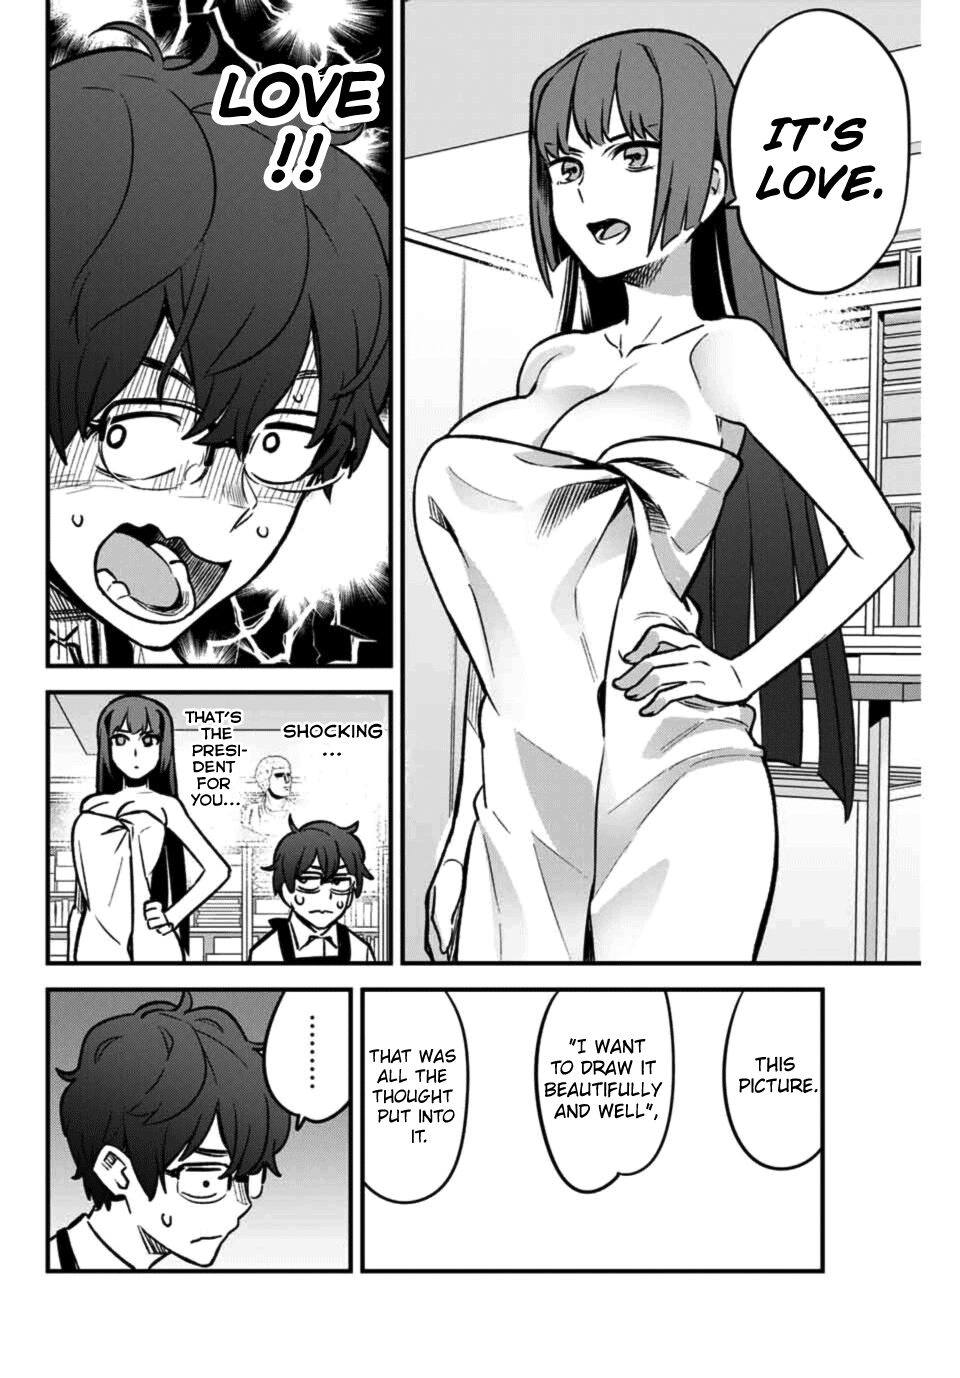 IT'S
LOVE.
LOVE
!!
SHOCKING
...
THAT'S
THE
PRESI-
DENT
FOR
YOU...
THIS
PICTURE.
"I WANT
TO DRAW IT
BEAUTIFULLY
AND WELL",
THAT WAS
ALL THE
THOUGHT
PUT INTO
IT.
.........